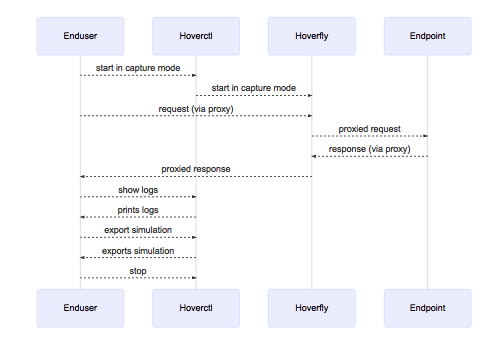 Enduser
Hoverctl
Hoverfly
Endpoint
start in capture mode
start in capture mode
request (via proxy)
proxied request
response (via proxy)
proxied response
show logs
prints logs
export simulation
exports simulation
stop
Enduser
Hoverctl
Hoverfly
Endpoint